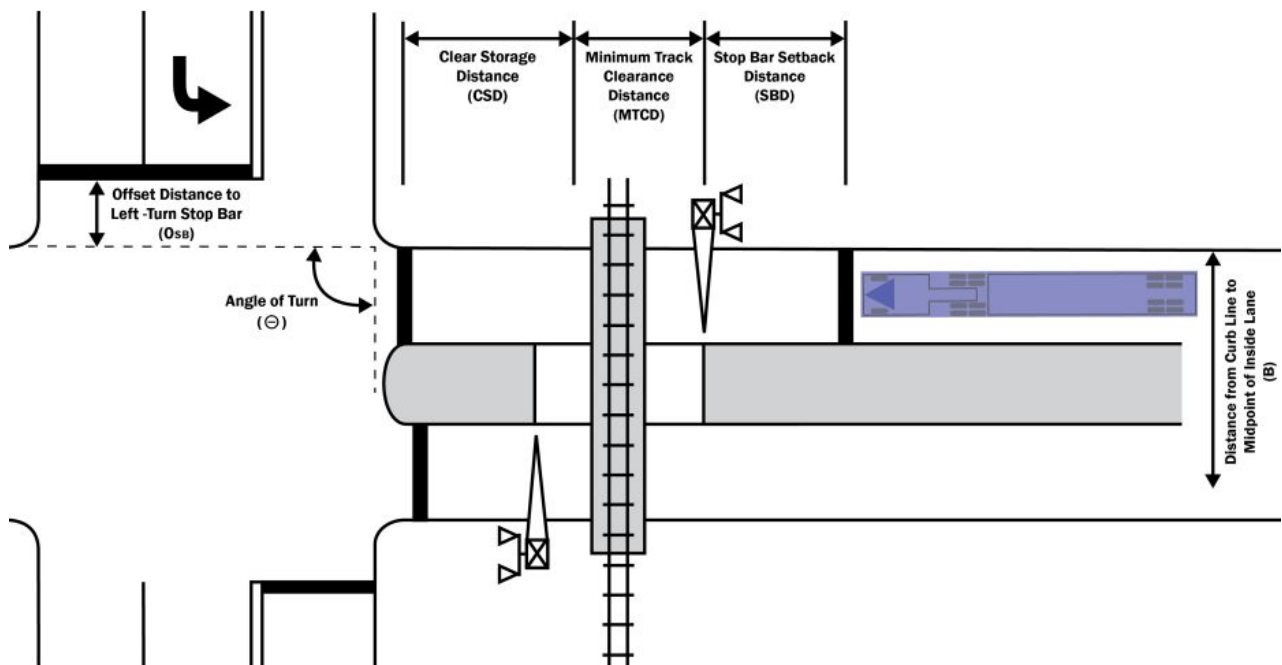 Clear Storage
Distance
(CSD)
Minimum Track
Clearance
Distance
(MTCD)
Stop Bar Setback
Distance
(SBD)
Offset Distance to
Left -Turn Stop Bar
(OSB)
Angle of Turn
(⊖)
Distance from Curb Line to
Midpoint of Inside Lane
(B)